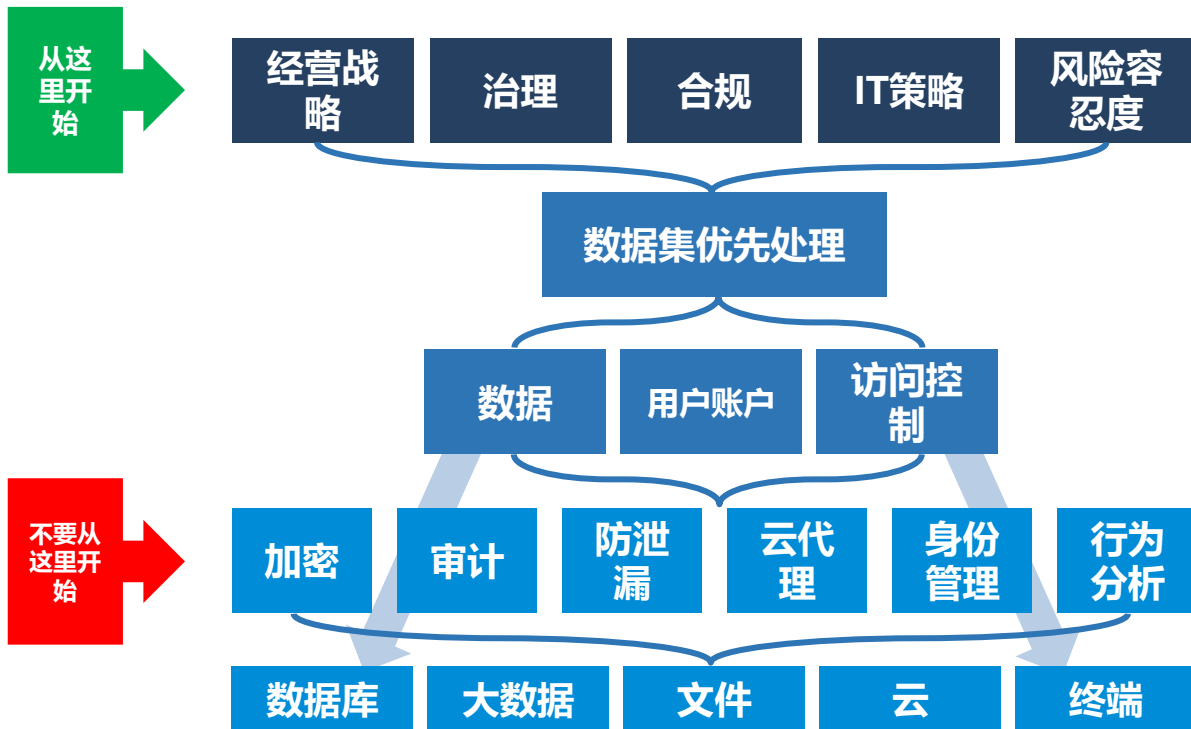 从这
里开
始
经营战
略
治理
合规
IT策略
风险容
忍度
数据集优先处理
数据
用户账户
访问控
制
不要从
这里开
始
加密
审计
防泄
漏
云代
理
身份
管理
行为
分析
数据库
大数据
文件
云
终端